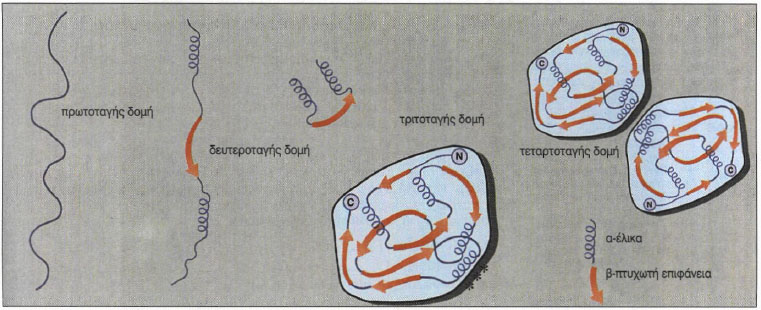 πρωτοταγής δομή
δευτεροταγής δομή
τριτοταγής δομή
N
C
τεταρτοταγής δομή
N
C
C
N
α-έλικα
β-πτυχωτή επιφάνεια